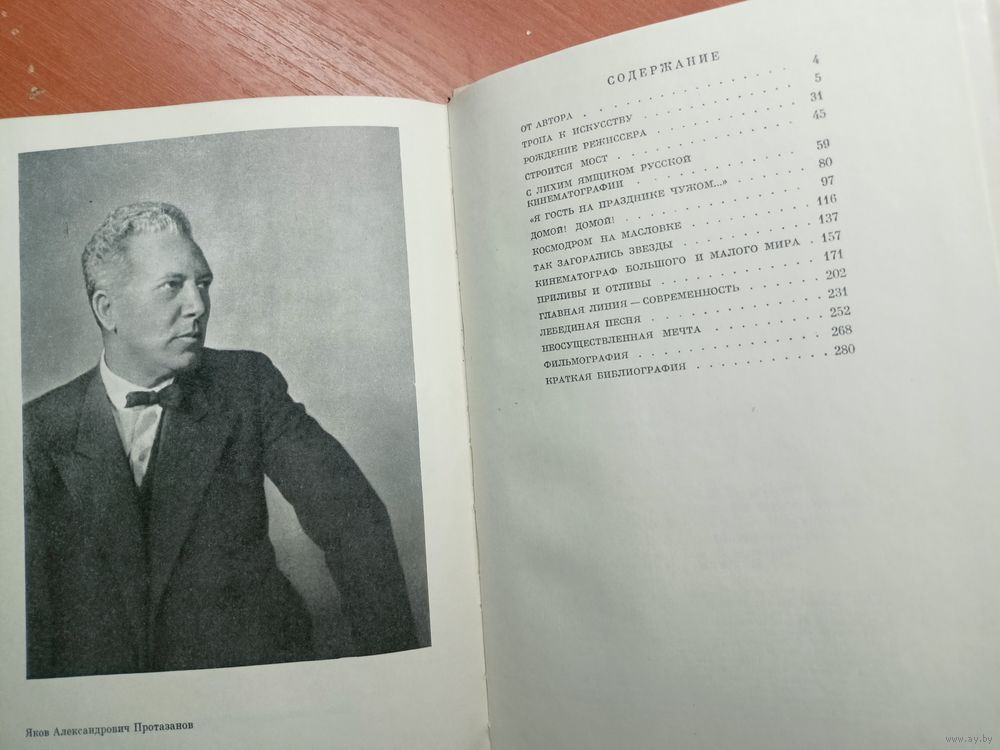 СОДЕРЖАНИЕ
ОТ АВТОРА . . . . . . . . . . 4
ТРОПА К ИСКУССТВУ . . . . . . . . 5
РОЖДЕНИЕ РЕЖИССЕРА . . . . . . . . 31
СТРОИТСЯ МОСТ . . . . . . . . . 45
С ЛИХИМ ЯМЩИКОМ РУССКОЙ
КИНЕМАТОГРАФИИ . . . . . . . . . 59
«Я ГОСТЬ НА ПРАЗДНИКЕ ЧУЖОМ...» . . . . 80
ДОМОЙ! ДОМОЙ! . . . . . . . . . 97
КОСМОДРОМ НА МАСЛОВКЕ . . . . . . . 116
ТАК ЗАГОРАЛИСЬ ЗВЕЗДЫ . . . . . . . 137
КИНЕМАТОГРАФ БОЛЬШОГО И МАЛОГО МИРА . 157
ПРИЛИВЫ И ОТЛИВЫ . . . . . . . . 171
ГЛАВНАЯ ЛИНИЯ — СОВРЕМЕННОСТЬ . . . . 202
ЛЕБЕДИНАЯ ПЕСНЯ . . . . . . . . . 231
НЕОСУЩЕСТВЛЕННАЯ МЕЧТА . . . . . . 252
ФИЛЬМОГРАФИЯ . . . . . . . . . 268
КРАТКАЯ БИБЛИОГРАФИЯ . . . . . . . 280
Яков Александрович Протазанов
www.ay.by